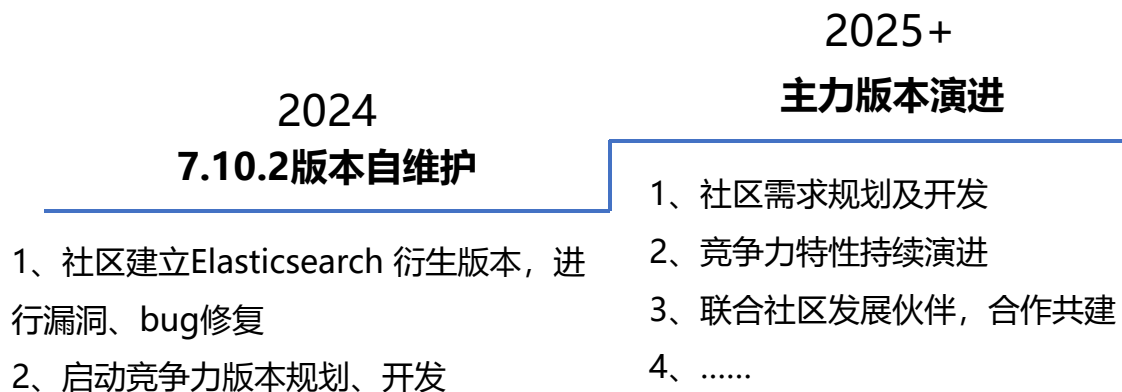 2024
7.10.2版本自维护
1、社区建立Elasticsearch 衍生版本，进
行漏洞、bug修复
2、启动竞争力版本规划、开发
2025+
主力版本演进
1、社区需求规划及开发
2、竞争力特性持续演进
3、联合社区发展伙伴，合作共建
4、......